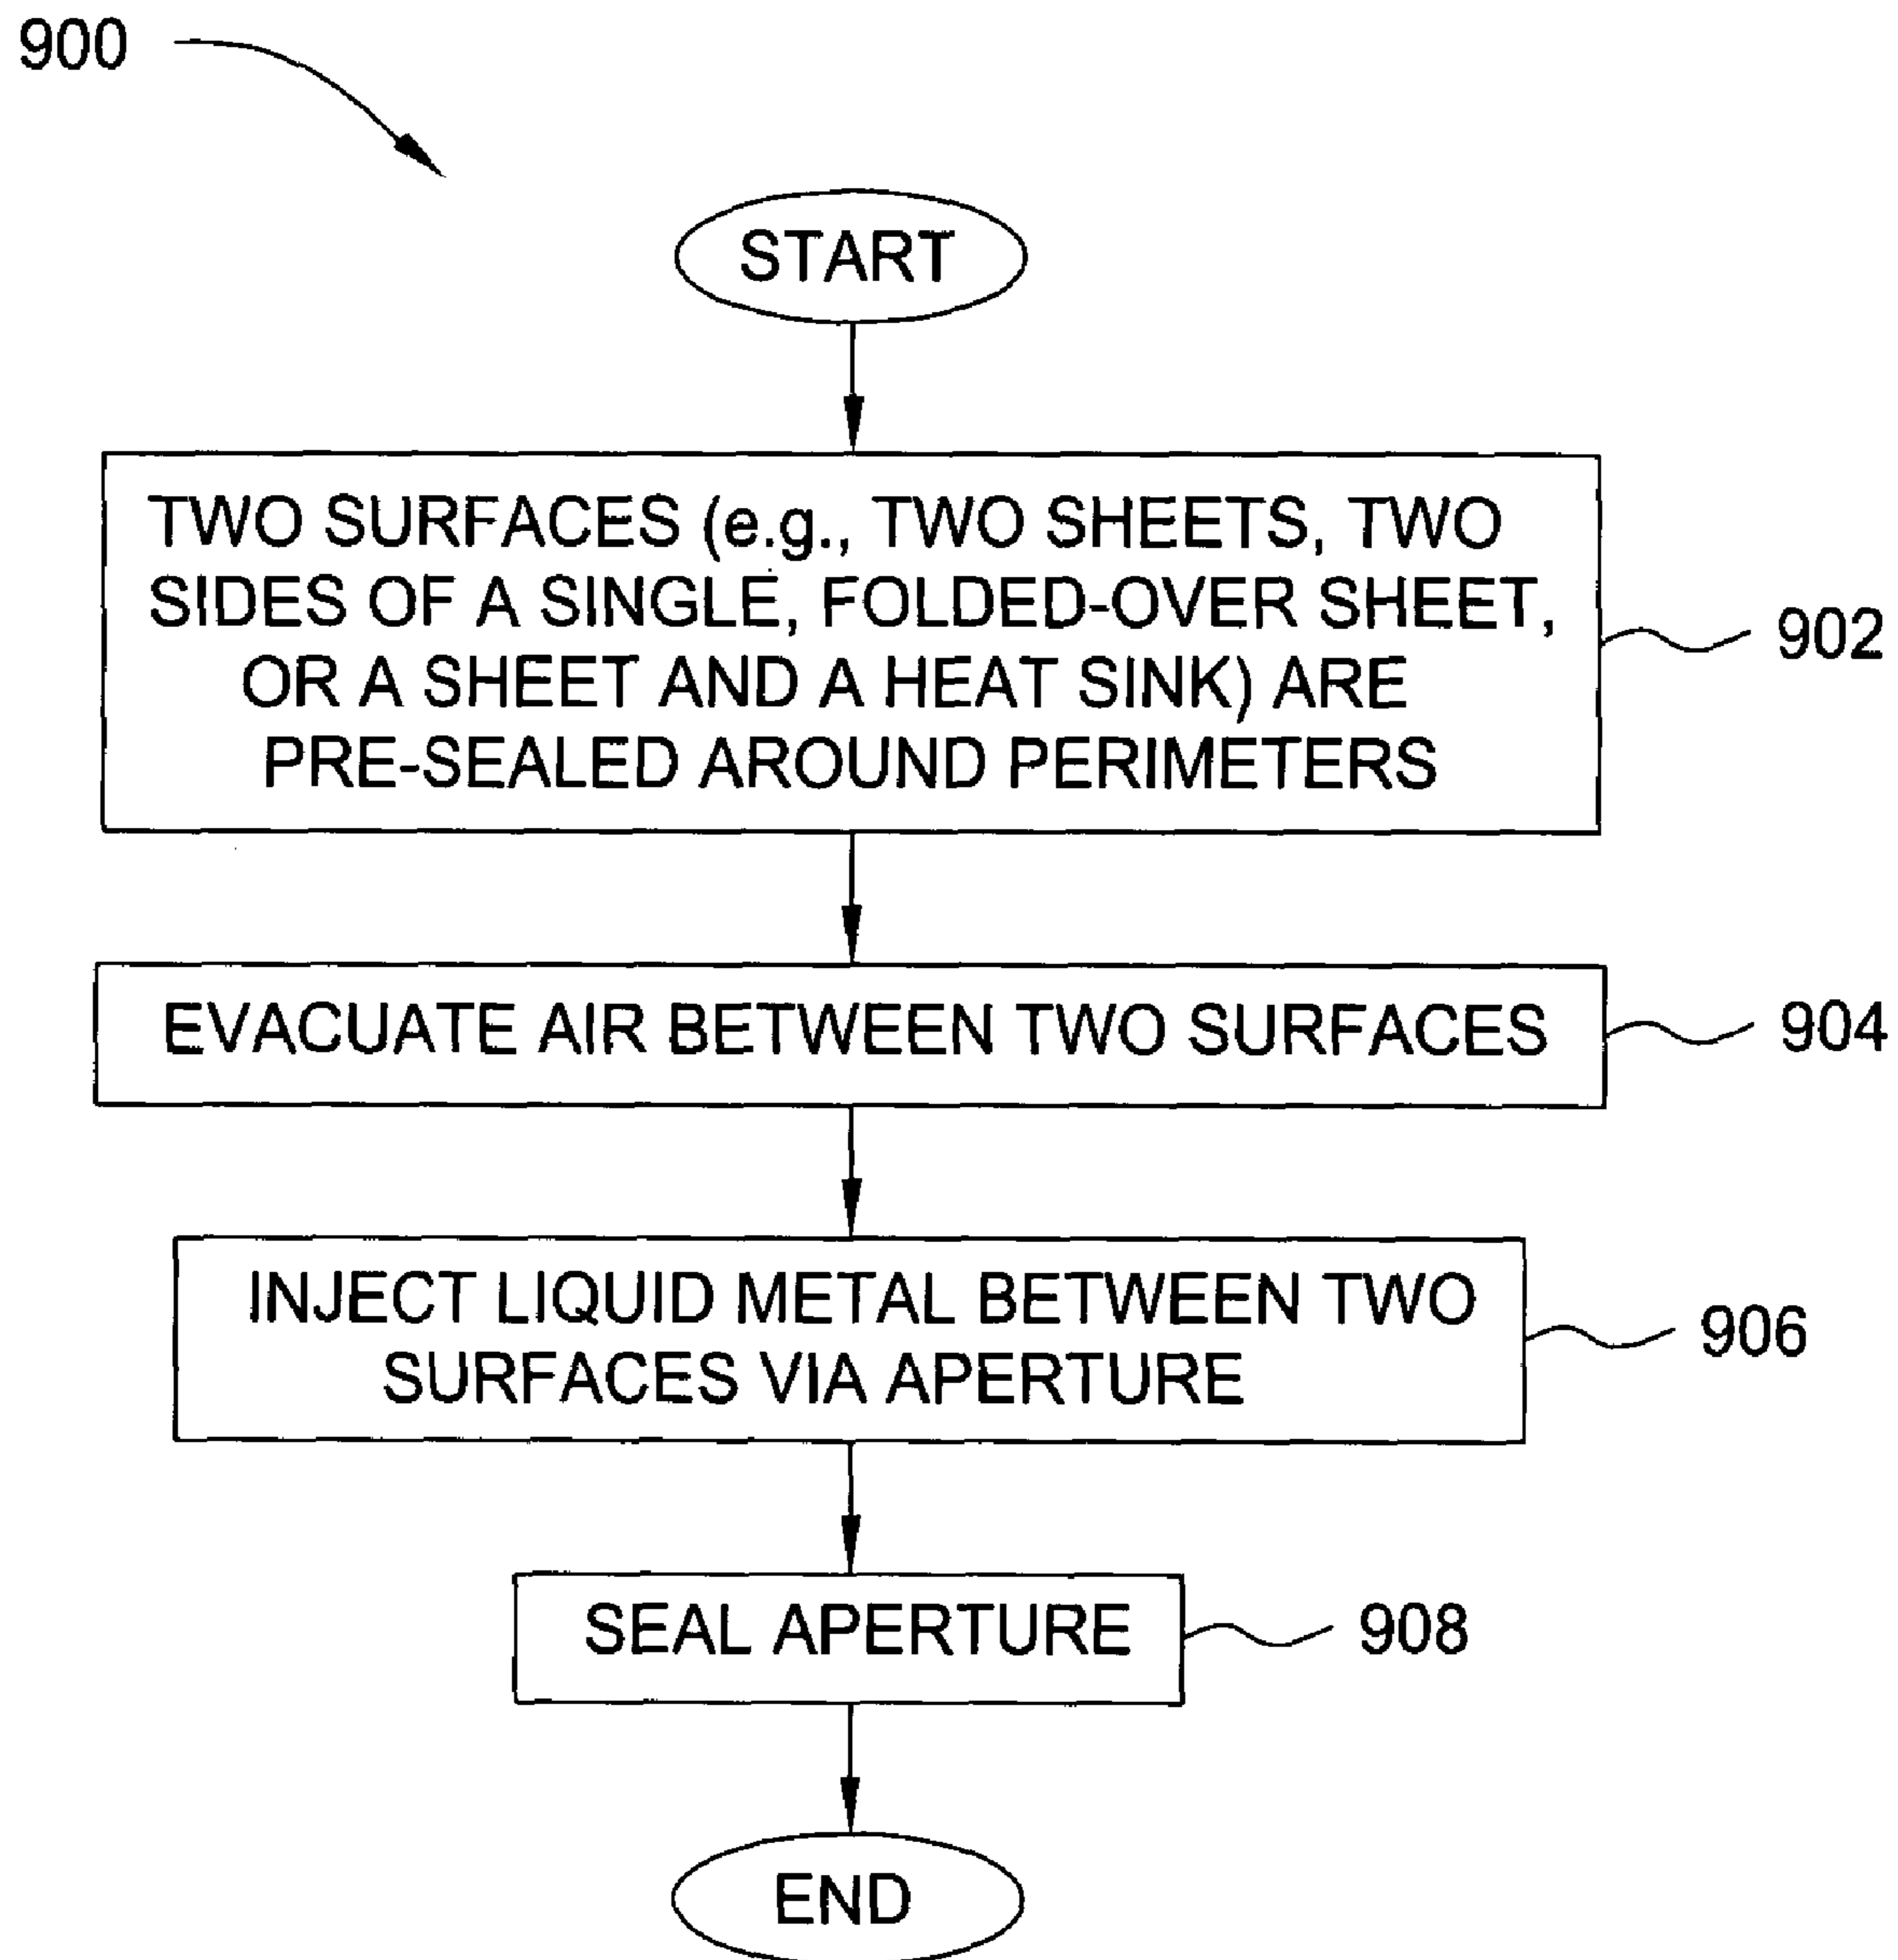 900
START
TWO SURFACES (e.g., TWO SHEETS, TWO
SIDES OF A SINGLE, FOLDED-OVER SHEET,
OR A SHEET AND A HEAT SINK) ARE
PRE-SEALED AROUND PERIMETERS
902
EVACUATE AIR BETWEEN TWO SURFACES
904
INJECT LIQUID METAL BETWEEN TWO
SURFACES VIA APERTURE
906
SEAL APERTURE
908
END